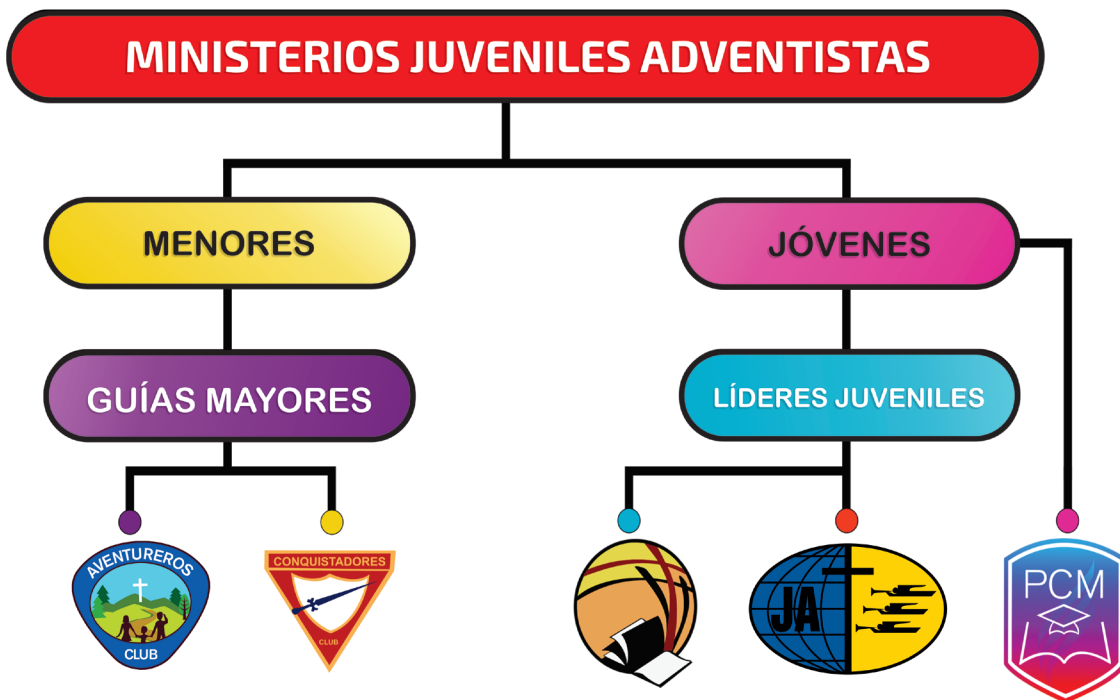 MINISTERIOS JUVENILES ADVENTISTAS
MENORES
JÓVENES
GUÍAS MAYORES
LÍDERES JUVENILES
AVENTUREROS
CLUB
CONQUISTADORES
CLUB
JA
PCM